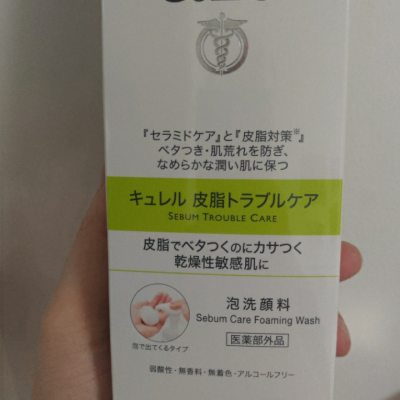 『セラミドケア』と『皮脂対策※』
ベタつき・肌荒れを防ぎ、
なめらかな潤い肌に保つ
キュレル 皮脂トラブルケア
SEBUM TROUBLE CARE
皮脂でベタつくのにカサつく
乾燥性敏感肌に
泡洗顔料
Sebum Care Foaming Wash
医薬部外品
泡で出てくるタイプ
弱酸性・無香料・無着色・アルコールフリー